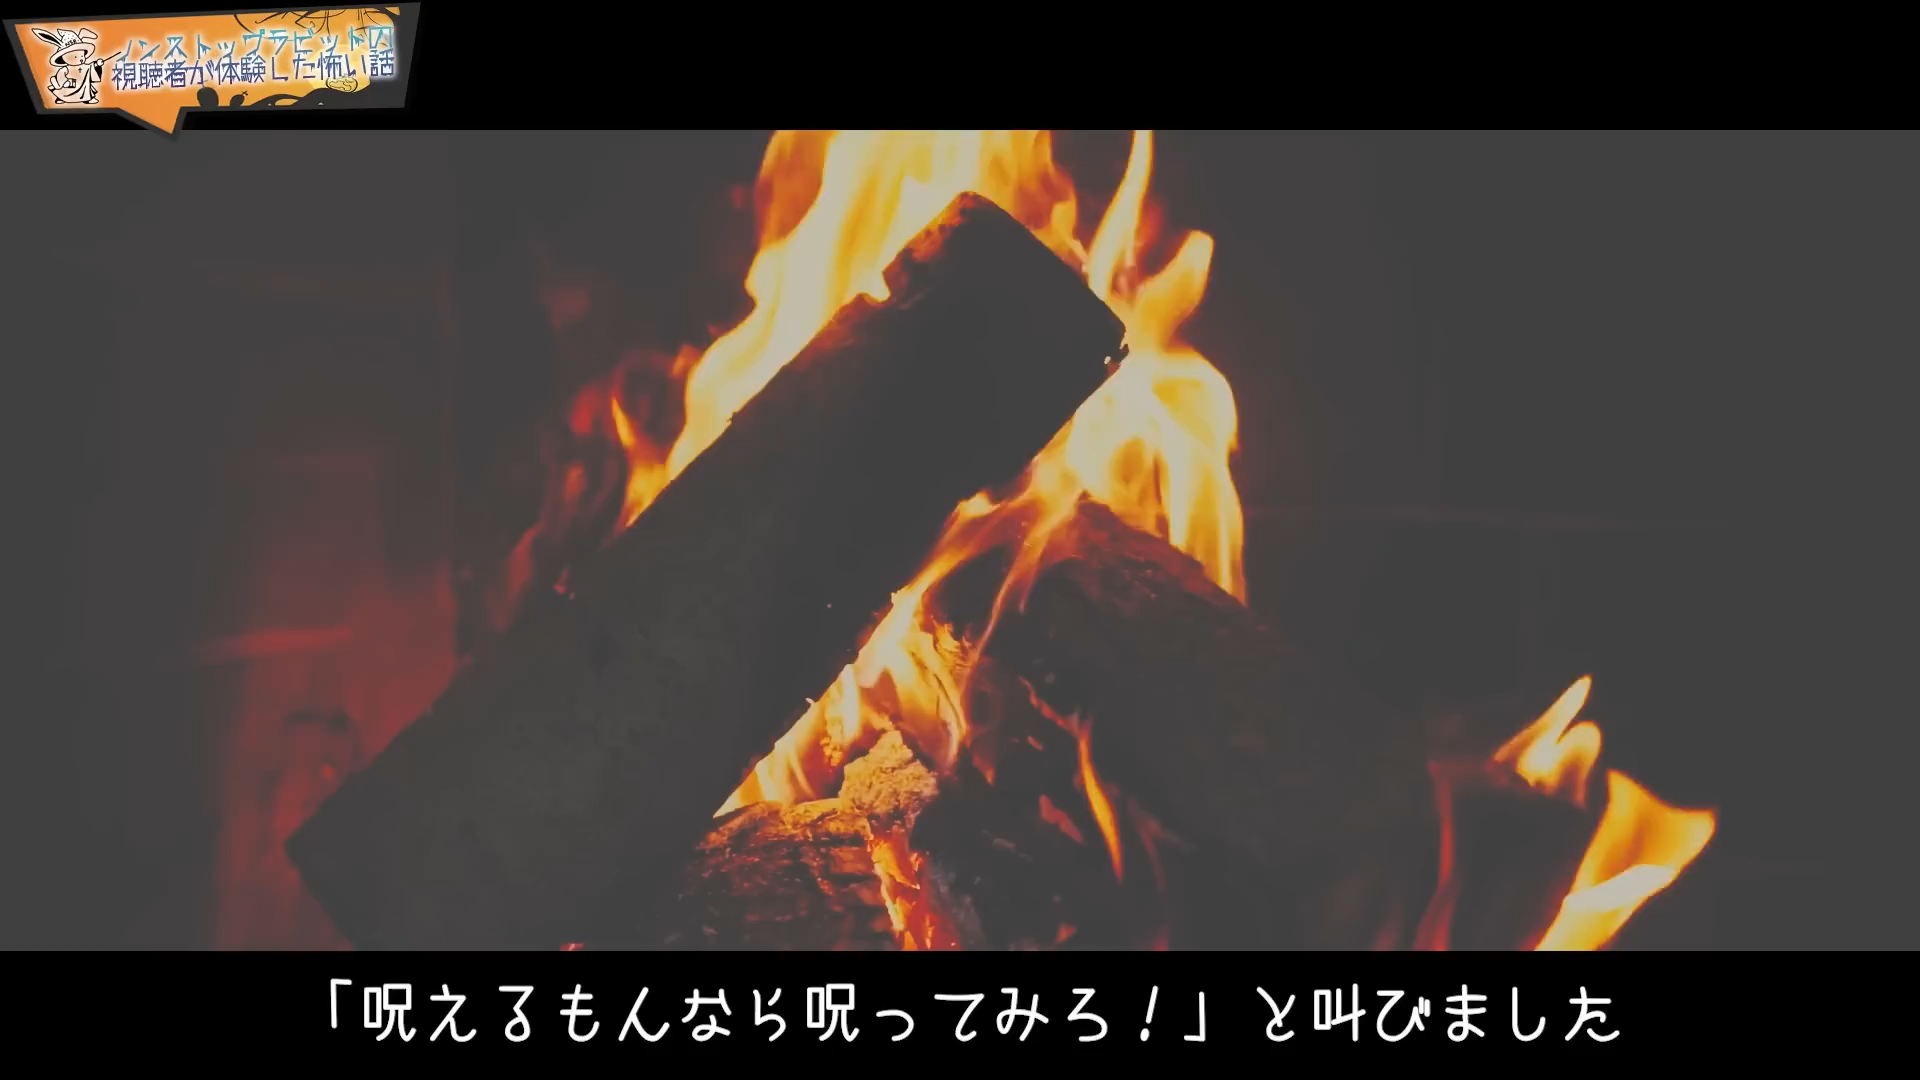 ノンストップラビットの
視聴者が体験した怖い話
「呪えるもんなら呪ってみろ！」と叫びました